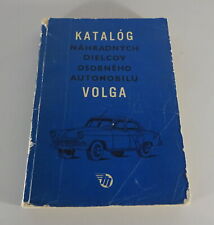 KATALÓG
NÁHRADNÝCH
DIELCOV
OSOBNÉHO
AUTOMOBILU
VOLGA